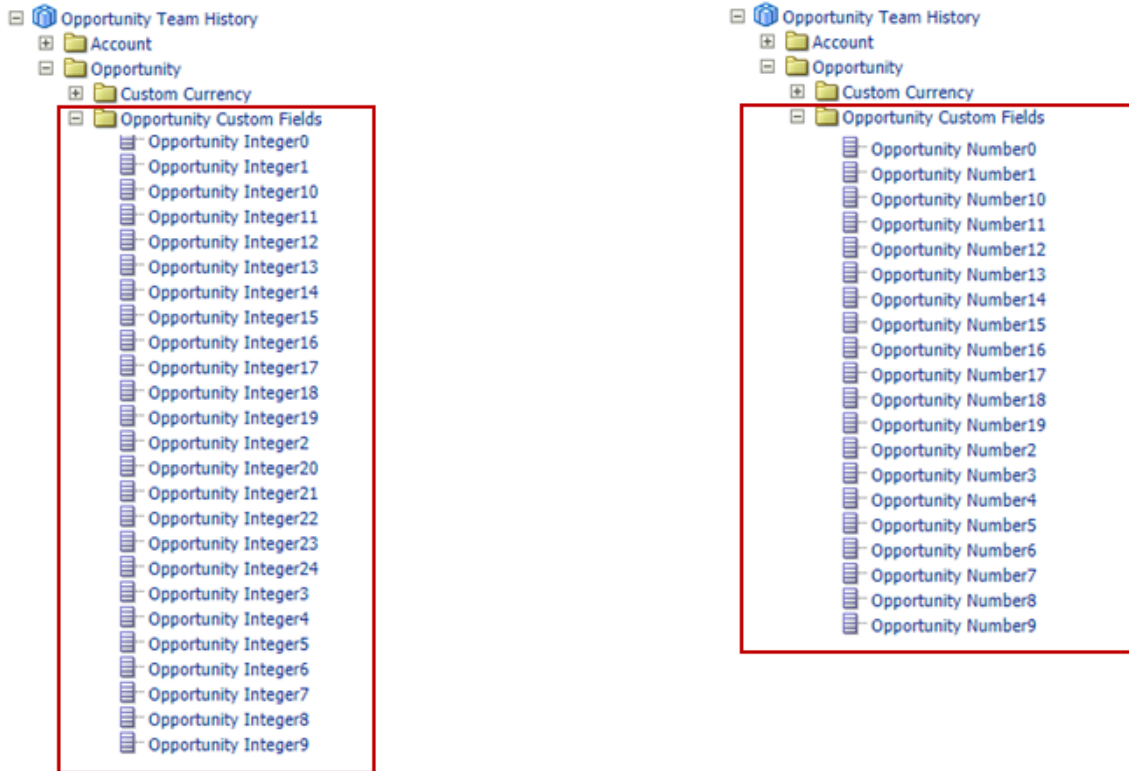 Opportunity Team History
Account
Opportunity
Custom Currency
Opportunity Custom Fields
Opportunity Integer0
Opportunity Integer1
Opportunity Integer10
Opportunity Integer11
Opportunity Integer12
Opportunity Integer13
Opportunity Integer14
Opportunity Integer15
Opportunity Integer16
Opportunity Integer17
Opportunity Integer18
Opportunity Integer19
Opportunity Integer2
Opportunity Integer20
Opportunity Integer21
Opportunity Integer22
Opportunity Integer23
Opportunity Integer24
Opportunity Integer3
Opportunity Integer4
Opportunity Integer5
Opportunity Integer6
Opportunity Integer7
Opportunity Integer8
Opportunity Integer9
Opportunity Team History
Account
Opportunity
Custom Currency
Opportunity Custom Fields
Opportunity Number0
Opportunity Number1
Opportunity Number10
Opportunity Number11
Opportunity Number12
Opportunity Number13
Opportunity Number14
Opportunity Number15
Opportunity Number16
Opportunity Number17
Opportunity Number18
Opportunity Number19
Opportunity Number2
Opportunity Number3
Opportunity Number4
Opportunity Number5
Opportunity Number6
Opportunity Number7
Opportunity Number8
Opportunity Number9